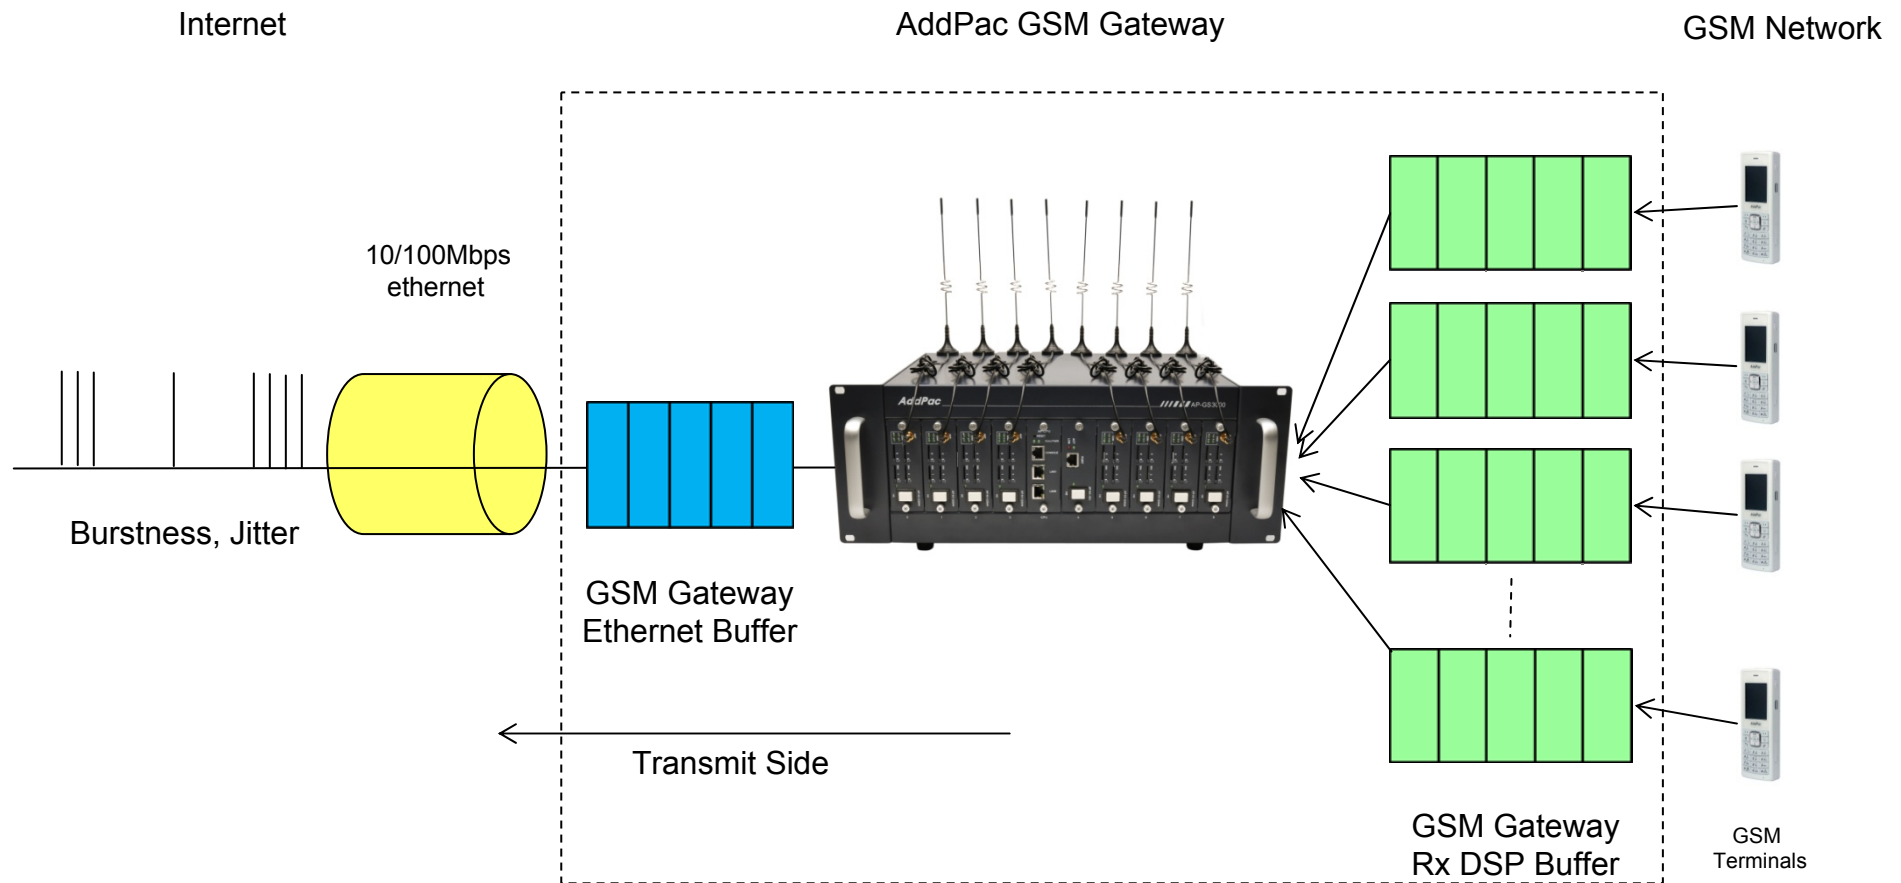 Internet
AddPac GSM Gateway
GSM Network
10/100Mbps
ethernet
AddPac
Burstness, Jitter
GSM Gateway
Ethernet Buffer
Transmit Side
GSM Gateway
Rx DSP Buffer
GSM
Terminals